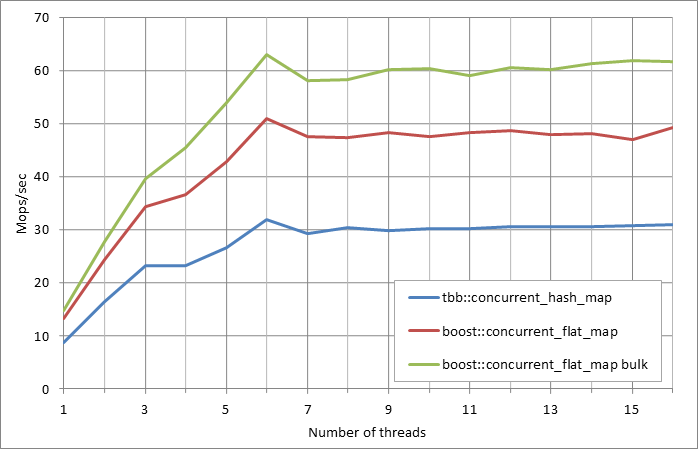 70
60
50
40
30
20
10
0
Mops/sec
tbb::concurrent_hash_map
boost::concurrent_flat_map
boost::concurrent_flat_map bulk
1 3 5 7 9 11 13 15
Number of threads